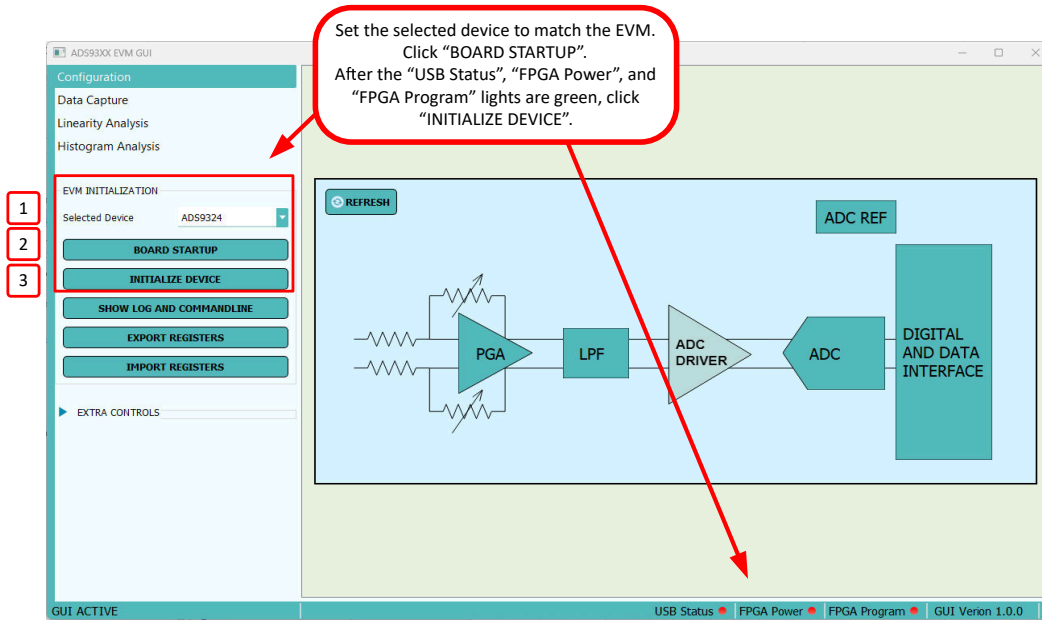 Set the selected device to match the EVM.
Click “BOARD STARTUP”.
After the “USB Status”, “FPGA Power”, and
“FPGA Program” lights are green, click
“INITIALIZE DEVICE”.
ADS93XX EVM GUI
Configuration
Data Capture
Linearity Analysis
Histogram Analysis
EVM INITIALIZATION
1
Selected Device ADS9324
2
BOARD STARTUP
3
INITIALIZE DEVICE
SHOW LOG AND COMMANDLINE
EXPORT REGISTERS
IMPORT REGISTERS
EXTRA CONTROLS
REFRESH
ADC REF
PGA
LPF
ADC
DRIVER
ADC
DIGITAL
AND DATA
INTERFACE
GUI ACTIVE
USB Status FPGA Power FPGA Program GUI Verion 1.0.0